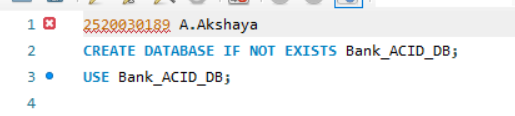 1 2520030189 A.Akshaya
2 CREATE DATABASE IF NOT EXISTS Bank_ACID_DB;
3 USE Bank_ACID_DB;
4